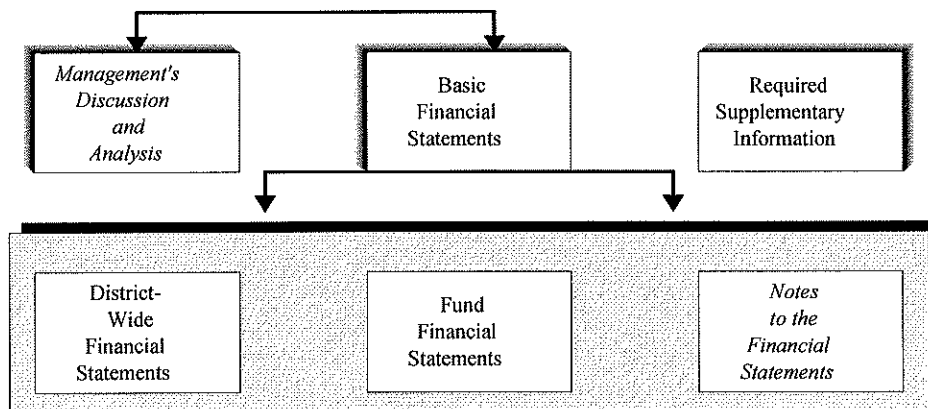 Management's
Discussion
and
Analysis
Basic
Financial
Statements
Required
Supplementary
Information
District-
Wide
Financial
Statements
Fund
Financial
Statements
Notes
to the
Financial
Statements